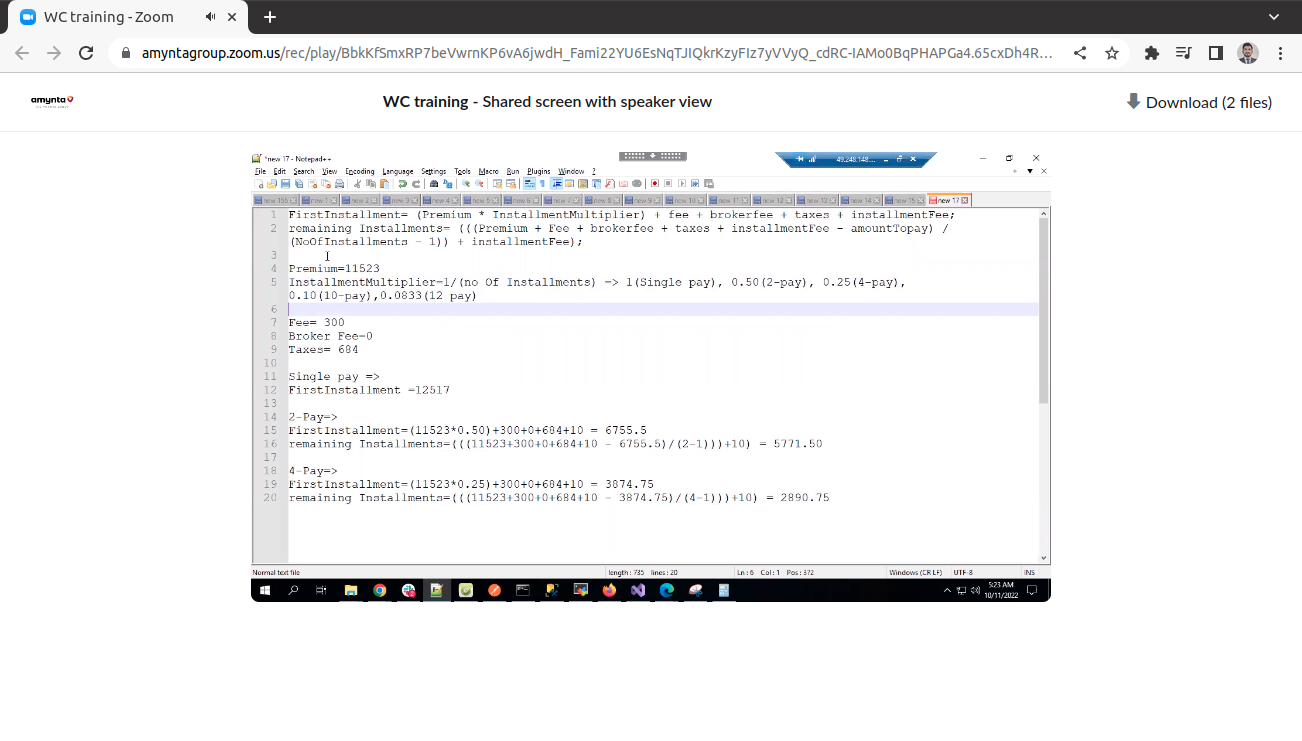 WC training - Zoom
amyntagroup.zoom.us/rec/play/BbkKfSmxRP7beVwrnKP6vA6jwdH_Fami22YU6EsNqTJIQkrKzyFIz7yVVyQ_cdRC-IAMo0BqPHAPGa4.65cxDh4R...
amynta
WC training - Shared screen with speaker view
Download (2 files)
*new 17 - Notepad++
49.248.148....
File Edit Search View Encoding Language Settings Tools Macro Run Plugins Window ?
new 155 new 1 new 2 new 3 new 4 new 5 new 6 new 7 new 8 new 9 new 10 new 11 new 12 new 13 new 14 new 15 new 17
1 FirstInstallment= (Premium * InstallmentMultiplier) + fee + brokerfee + taxes + installmentFee;
2 remaining Installments= (((Premium + Fee + brokerfee + taxes + installmentFee - amountTopay) /
(NoOfInstallments - 1)) + installmentFee);
3
4 Premium=11523
5 InstallmentMultiplier=1/(no Of Installments) => 1(Single pay), 0.50(2-pay), 0.25(4-pay),
0.10(10-pay),0.0833(12 pay)
6
7 Fee= 300
8 Broker Fee=0
9 Taxes= 684
10
11 Single pay =>
12 FirstInstallment =12517
13
14 2-Pay=>
15 FirstInstallment=(11523*0.50)+300+0+684+10 = 6755.5
16 remaining Installments=(((11523+300+0+684+10 - 6755.5)/(2-1)))+10) = 5771.50
17
18 4-Pay=>
19 FirstInstallment=(11523*0.25)+300+0+684+10 = 3874.75
20 remaining Installments=(((11523+300+0+684+10 - 3874.75)/(4-1)))+10) = 2890.75
Normal text file
length : 735 lines : 20
Ln : 6 Col : 1 Pos : 372
Windows (CR LF)
UTF-8
INS
5:23 AM
10/11/2022